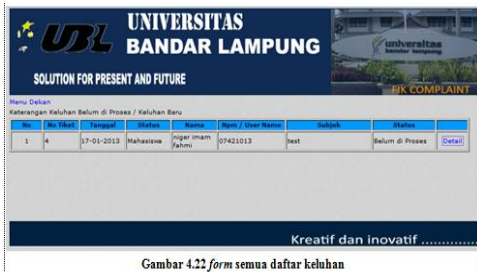 UBL
UNIVERSITAS
BANDAR LAMPUNG
universitas
bandar lampung
SOLUTION FOR PRESENT AND FUTURE
FIK COMPLAINT
Menu Dekan
Keterangan Keluhan Belum di Proses / Keluhan Baru
No No Tiket Tanggal Status Nama Npm / User Name Subjek Status
1 4 17-01-2013 Mahasiswa niger imam fahmi 07421013 test Belum di Proses Detail
Kreatif dan inovatif ..............
Gambar 4.22 form semua daftar keluhan